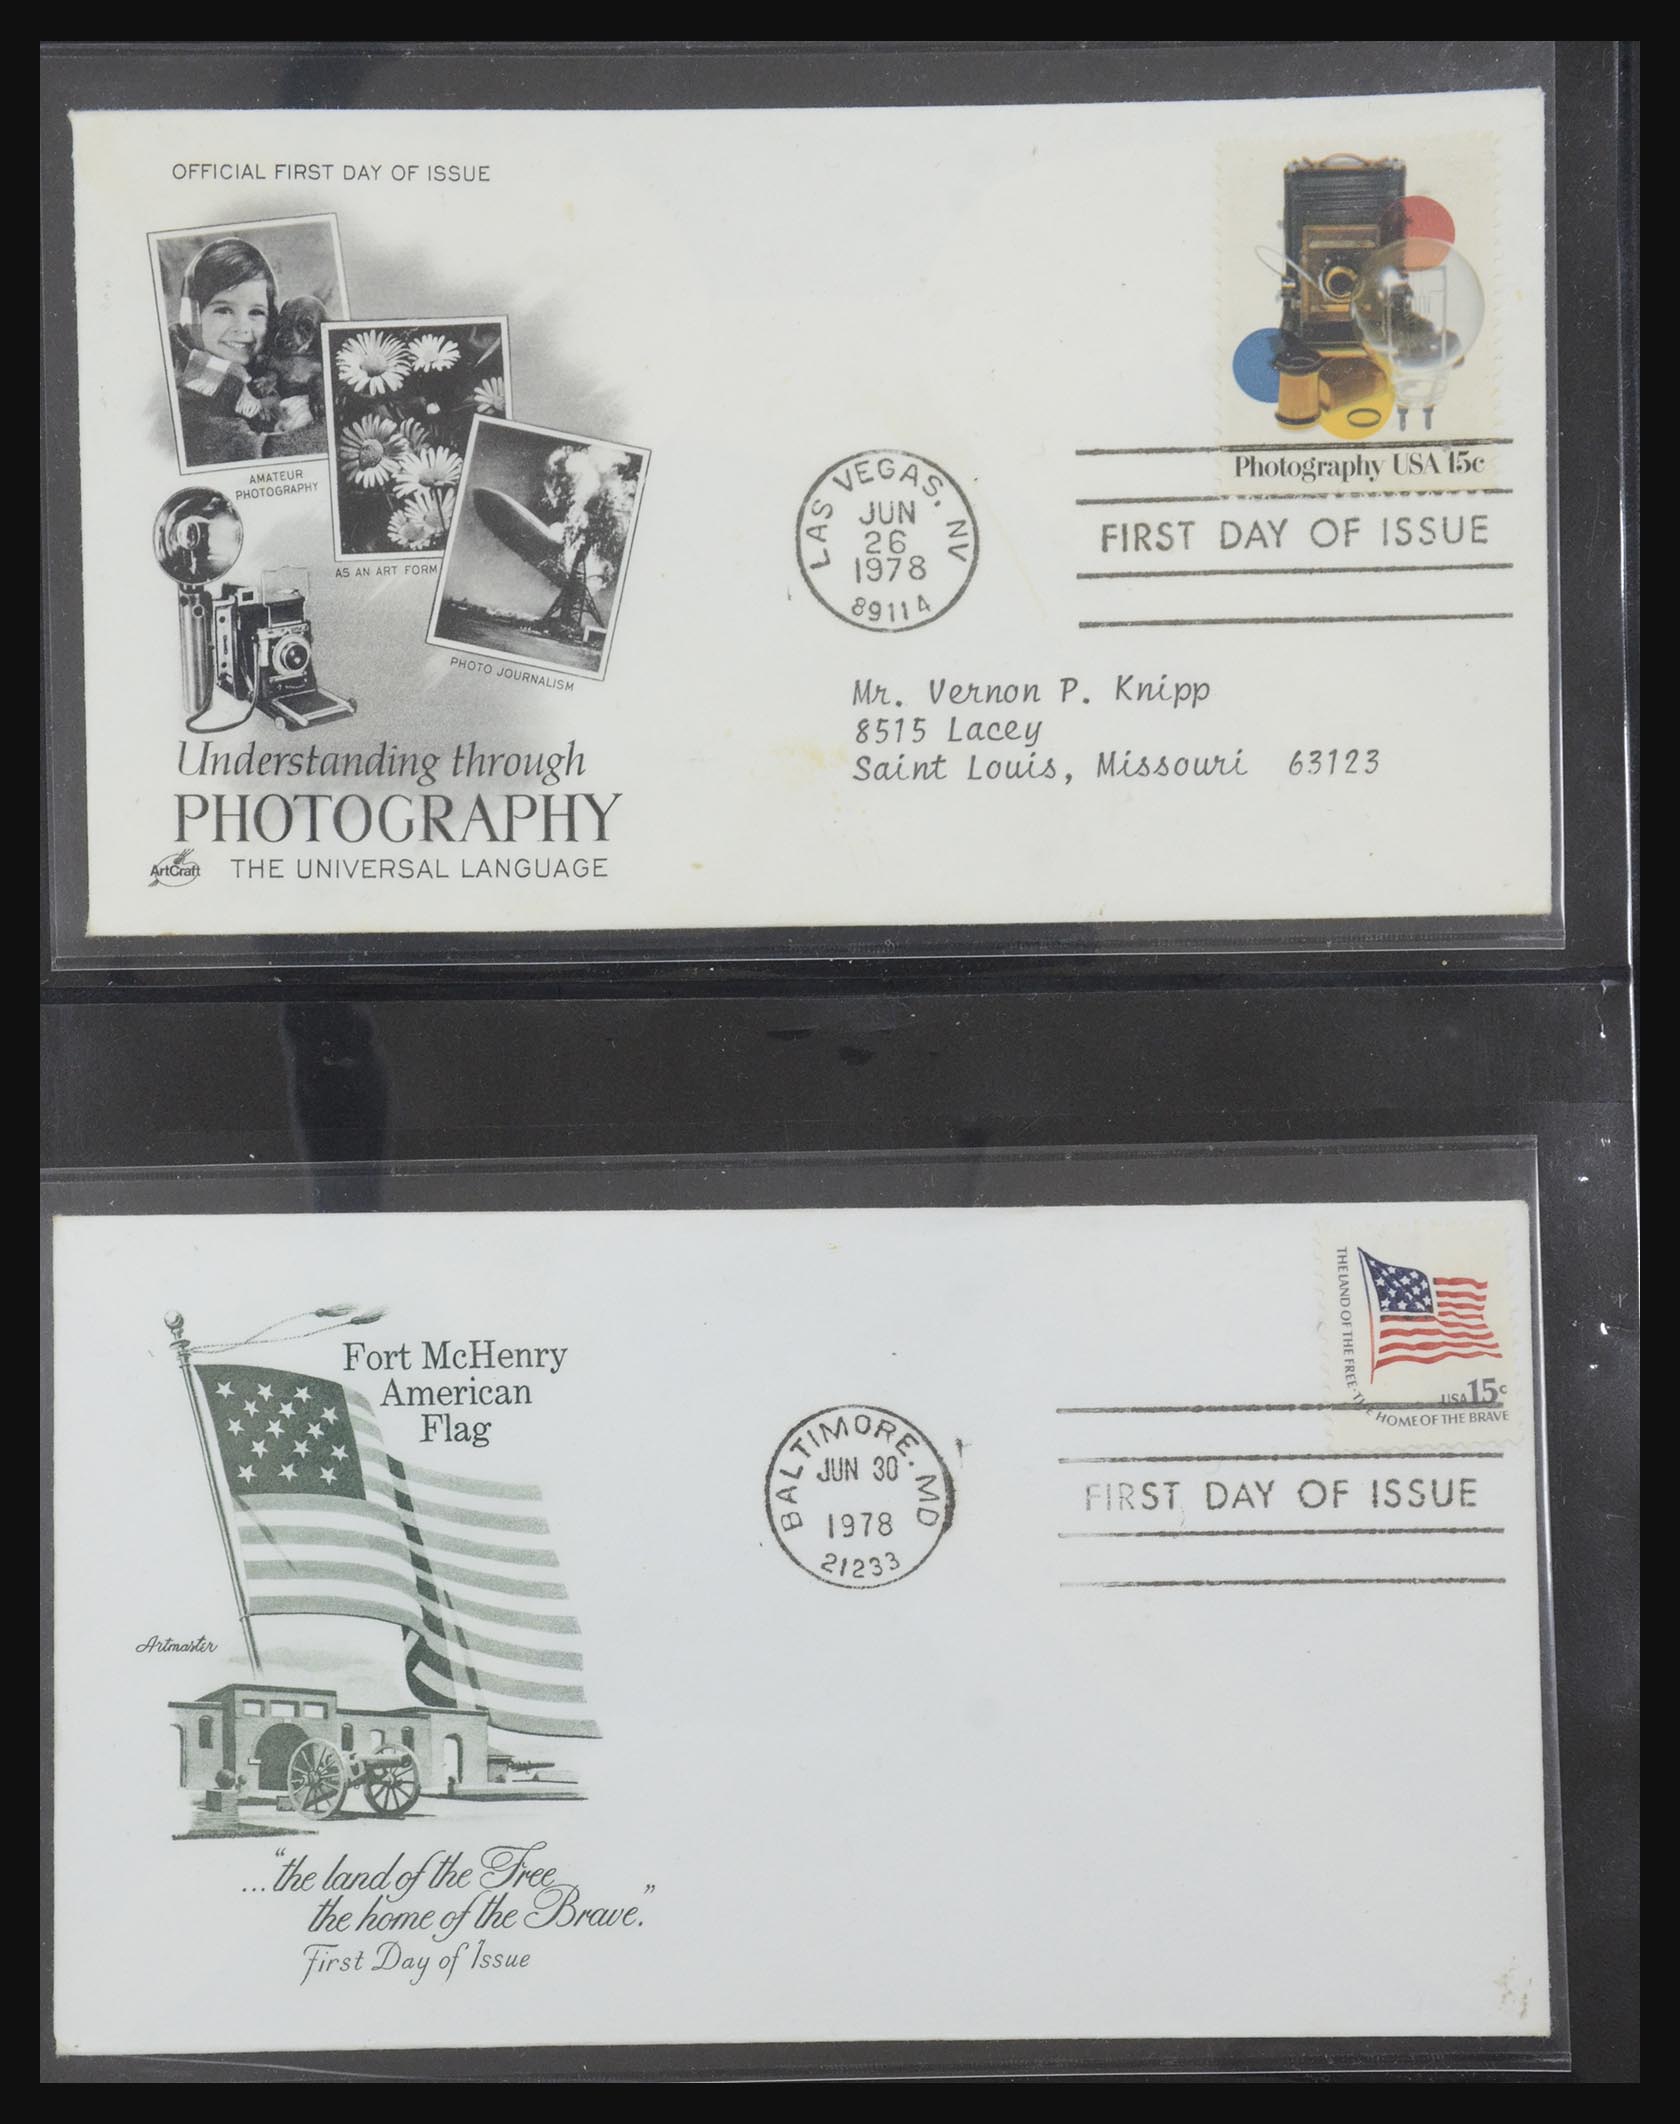 OFFICIAL FIRST DAY OF ISSUE
AMATEUR
PHOTOGRAPHY
AS AN ART FORM
PHOTO JOURNALISM
Understanding through
PHOTOGRAPHY
ArtCraft THE UNIVERSAL LANGUAGE
LAS VEGAS, NV
JUN
26
1978
89114
Photography USA 15c
FIRST DAY OF ISSUE
Mr. Vernon P. Knipp
8515 Lacey
Saint Louis, Missouri 63123
Fort McHenry
American
Flag
Artmaster
..."the land of the Free
the home of the Brave."
First Day of Issue
BALTIMORE. MD
JUN 30
1978
21233
THE LAND OF THE FREE · THE HOME OF THE BRAVE
USA 15c
FIRST DAY OF ISSUE